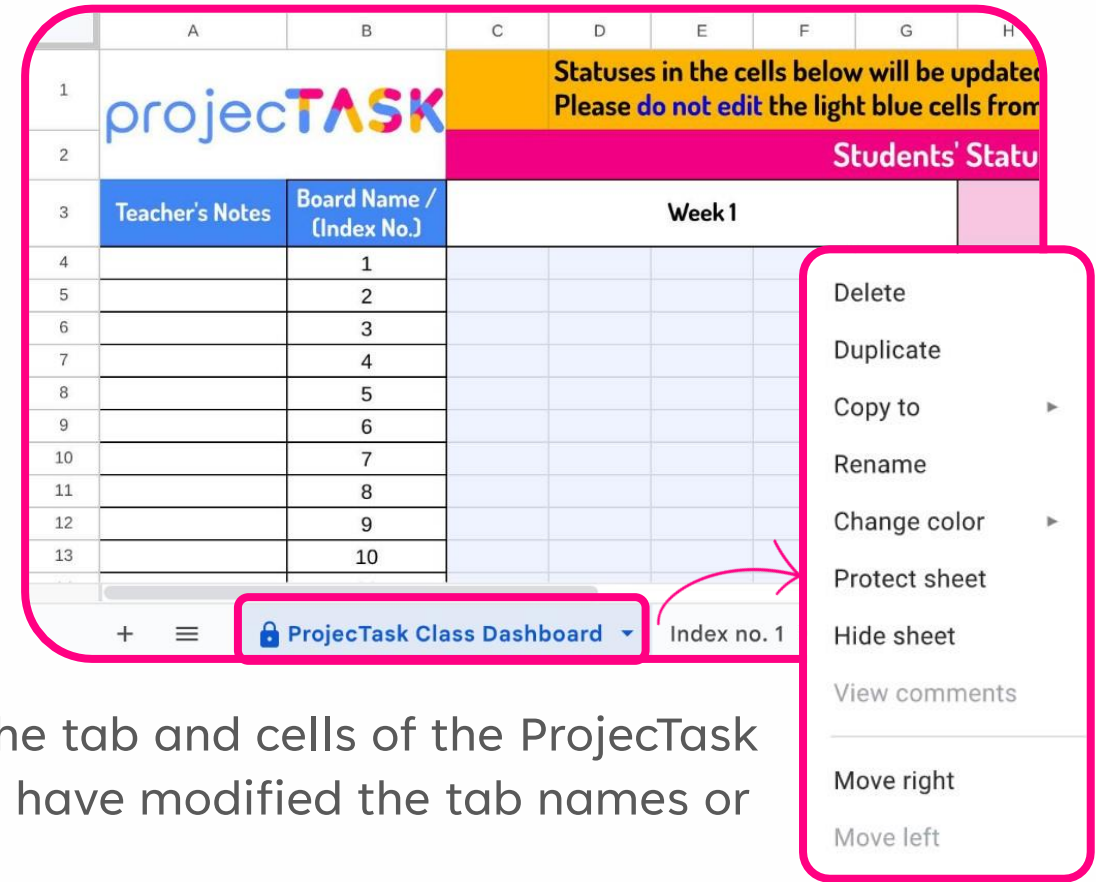 A B C D E F G H
1 projecTASK Statuses in the cells below will be updated
Please do not edit the light blue cells from
2 Students' Statu
3 Teacher's Notes Board Name / (Index No.) Week 1
4 1
5 2
6 3
7 4
8 5
9 6
10 7
11 8
12 9
13 10
+ ProjecTask Class Dashboard Index no. 1
Delete
Duplicate
Copy to
Rename
Change color
Protect sheet
Hide sheet
View comments
Move right
Move left
he tab and cells of the ProjecTask
have modified the tab names or